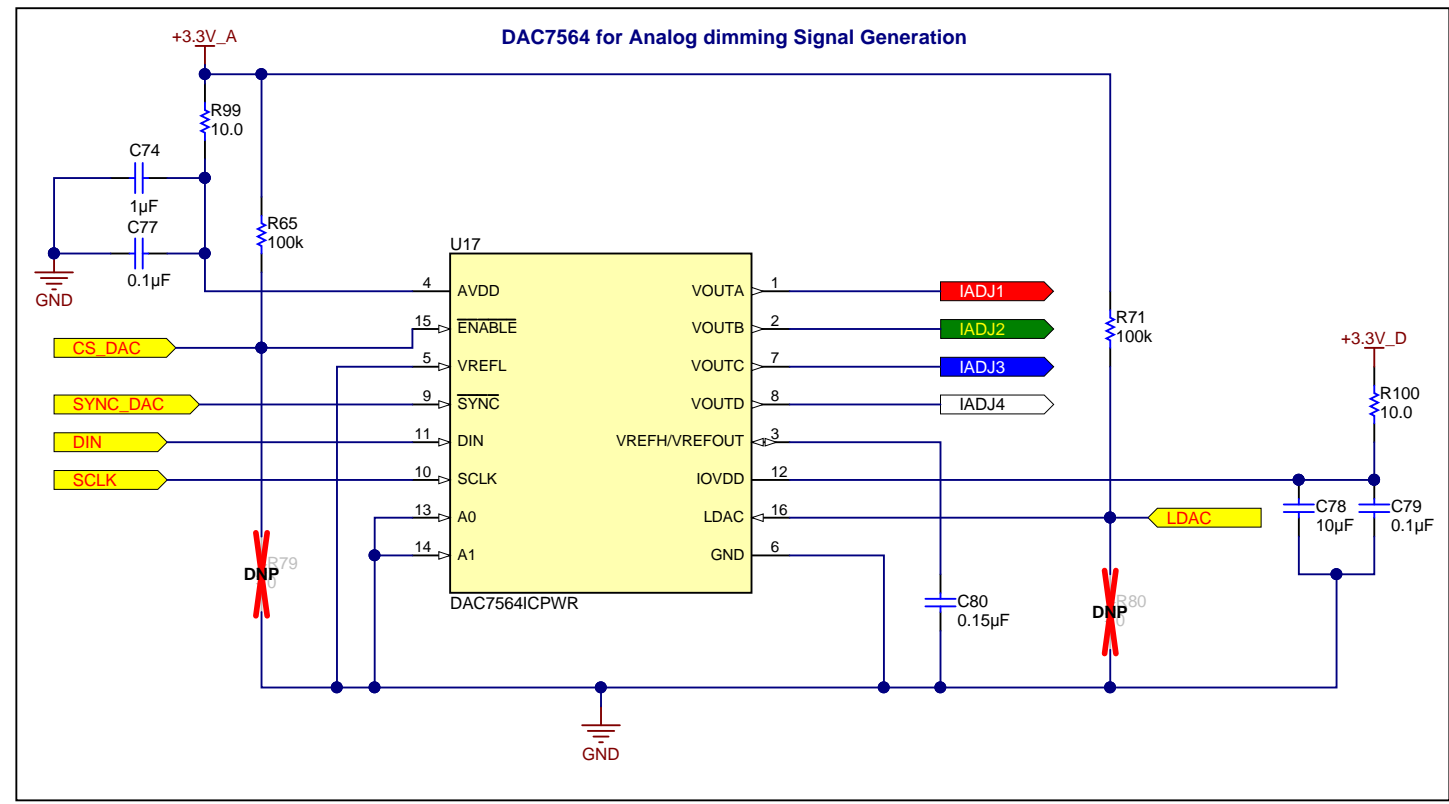 DAC7564 for Analog dimming Signal Generation
+3.3V_A
R99
10.0
C74
1µF
C77
0.1µF
GND
R65
100k
U17
4 AVDD
15 ENABLE
5 VREFL
9 SYNC
11 DIN
10 SCLK
13 A0
14 A1
VOUTA 1
VOUTB 2
VOUTC 7
VOUTD 8
VREFH/VREFOUT 3
IOVDD 12
LDAC 16
GND 6
DAC7564ICPWR
CS_DAC
SYNC_DAC
DIN
SCLK
IADJ1
IADJ2
IADJ3
IADJ4
R71
100k
+3.3V_D
R100
10.0
C78
10µF
C79
0.1µF
LDAC
R79
DNP
0
C80
0.15µF
R80
DNP
0
GND